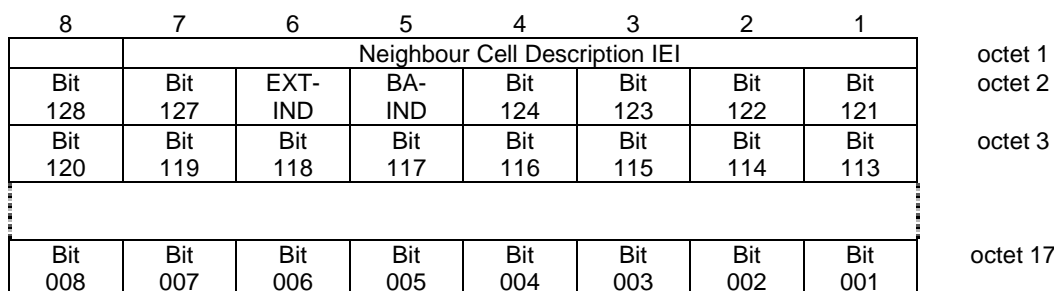 8 7 6 5 4 3 2 1
Neighbour Cell Description IEI octet 1
Bit Bit EXT- BA- Bit Bit Bit Bit octet 2
128 127 IND IND 124 123 122 121
Bit Bit Bit Bit Bit Bit Bit Bit octet 3
120 119 118 117 116 115 114 113
Bit Bit Bit Bit Bit Bit Bit Bit octet 17
008 007 006 005 004 003 002 001